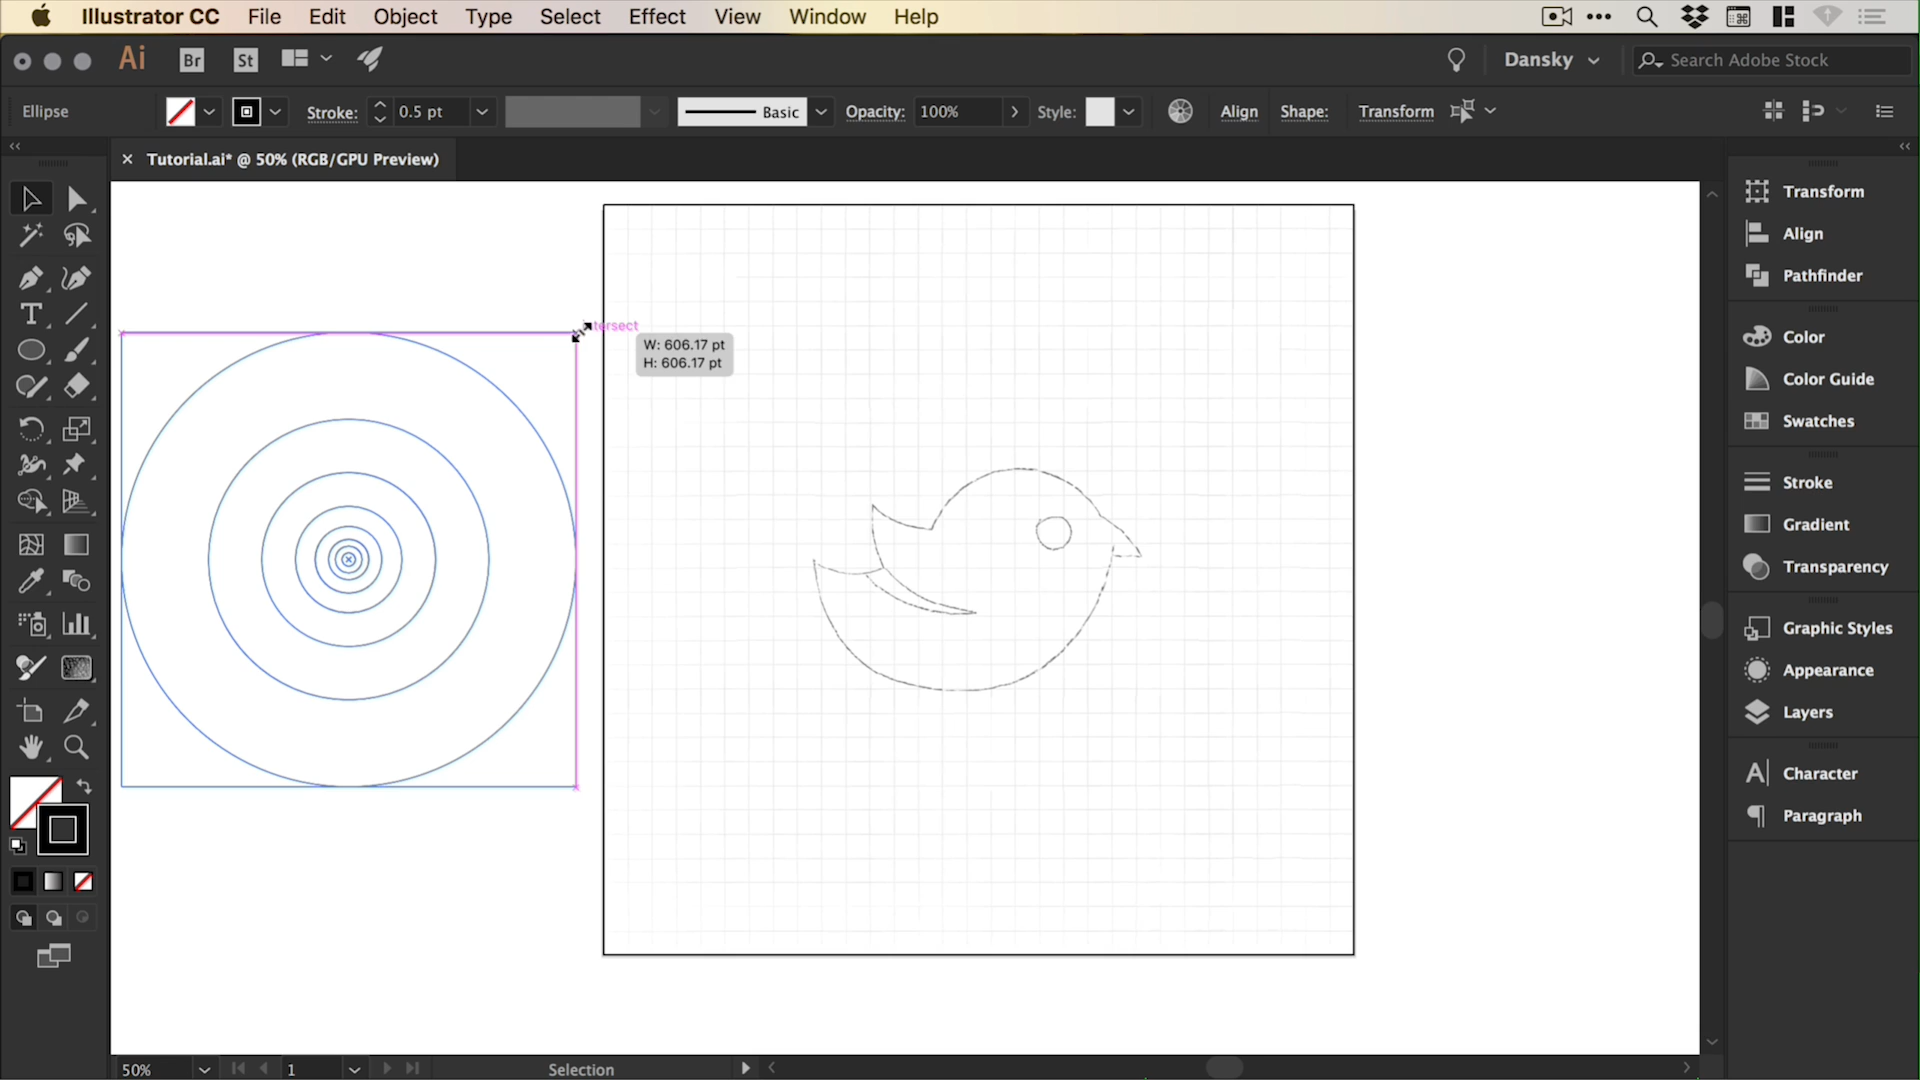 Illustrator CC File Edit Object Type Select Effect View Window Help
Ai Br St Dansky Search Adobe Stock
Ellipse Stroke: 0.5 pt Basic Opacity: 100% Style: Align Shape: Transform
× Tutorial.ai* @ 50% (RGB/GPU Preview)
Transform
Align
Pathfinder
tersect
W: 606.17 pt
H: 606.17 pt
Color
Color Guide
Swatches
Stroke
Gradient
Transparency
Graphic Styles
Appearance
Layers
Character
Paragraph
50% 1 Selection